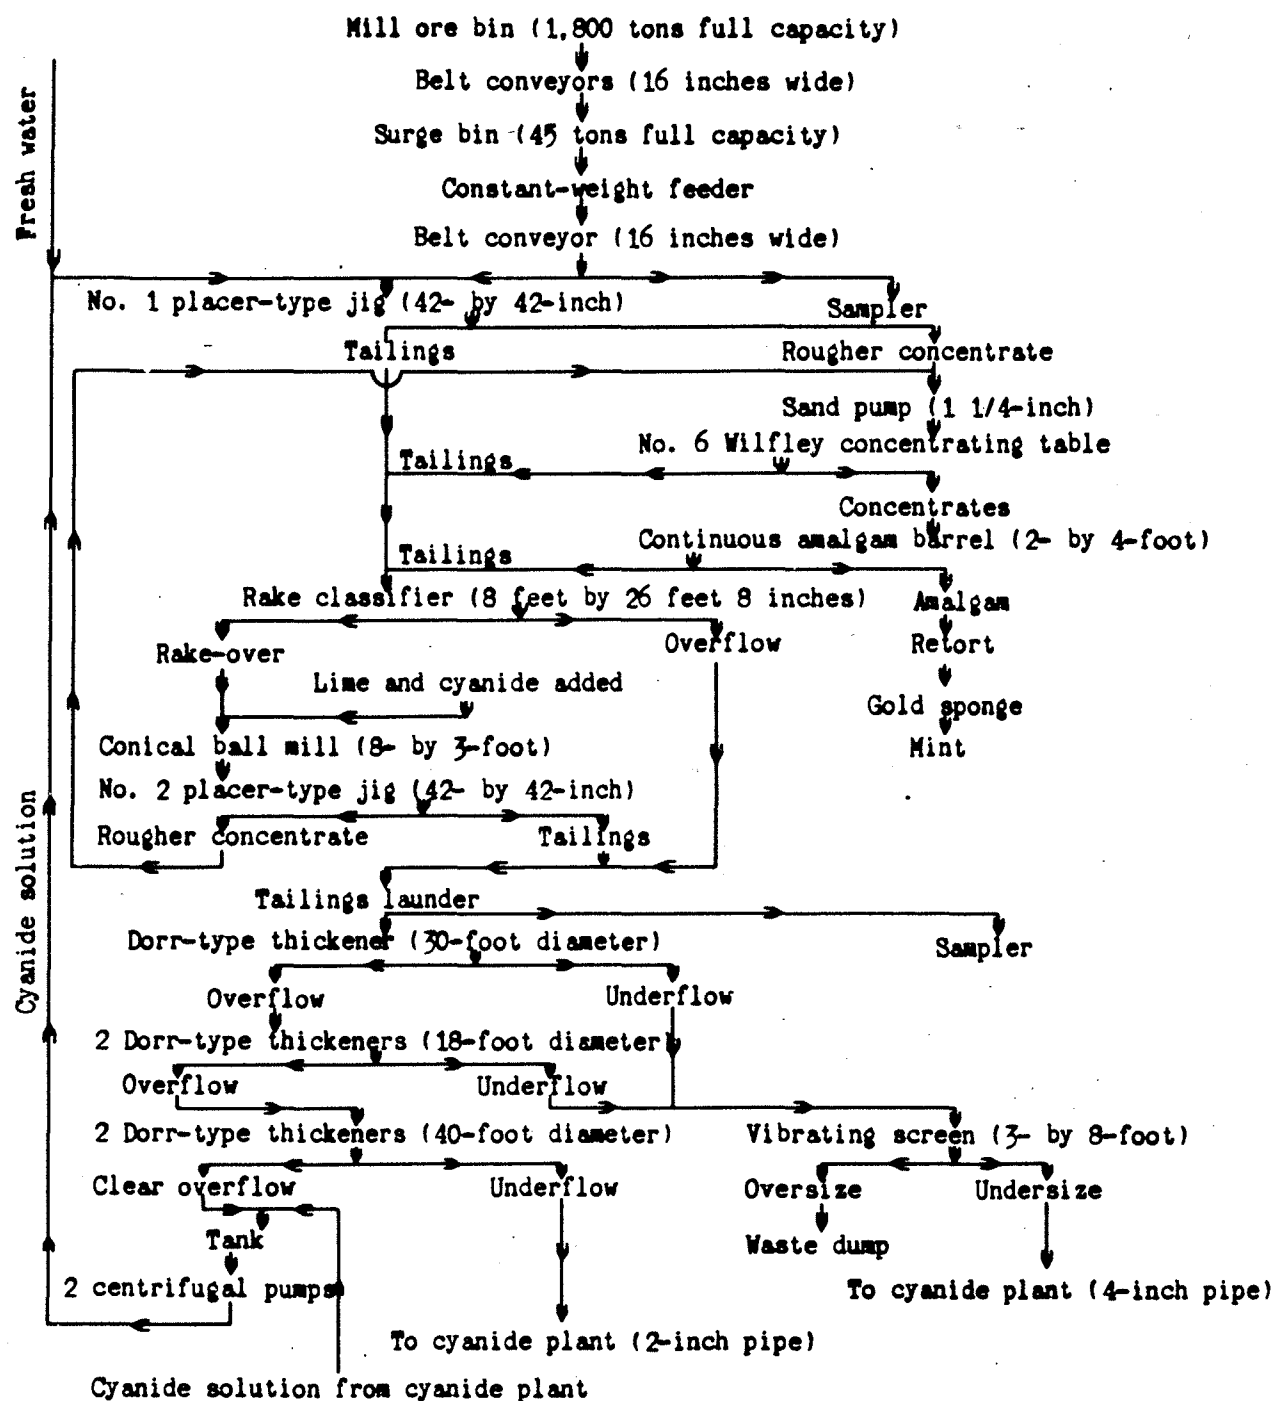 Mill ore bin (1,800 tons full capacity)
Belt conveyors (16 inches wide)
Surge bin (45 tons full capacity)
Fresh water
Constant-weight feeder
Belt conveyor (16 inches wide)
No. 1 placer-type jig (42- by 42-inch)
Sampler
Tailings
Rougher concentrate
Sand pump (1 1/4-inch)
No. 6 Wilfley concentrating table
Tailings
Concentrates
Continuous amalgam barrel (2- by 4-foot)
Tailings
Rake classifier (8 feet by 26 feet 8 inches)
Amalgam
Rake-over
Overflow
Retort
Lime and cyanide added
Gold sponge
Conical ball mill (8- by 3-foot)
Mint
No. 2 placer-type jig (42- by 42-inch)
Rougher concentrate
Tailings
Cyanide solution
Tailings launder
Dorr-type thickener (30-foot diameter)
Sampler
Overflow
Underflow
2 Dorr-type thickeners (18-foot diameter)
Overflow
Underflow
2 Dorr-type thickeners (40-foot diameter)
Vibrating screen (3- by 8-foot)
Clear overflow
Underflow
Oversize
Undersize
Tank
Waste dump
2 centrifugal pumps
To cyanide plant (4-inch pipe)
To cyanide plant (2-inch pipe)
Cyanide solution from cyanide plant